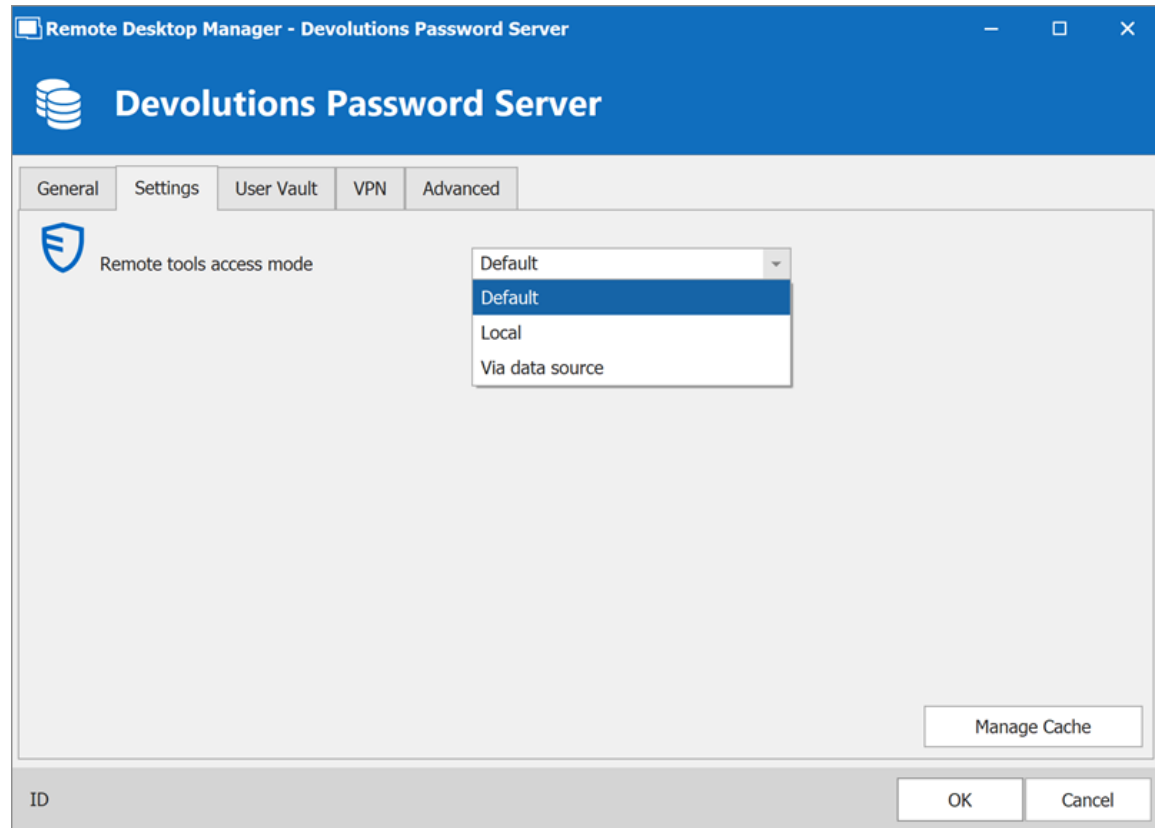 Remote Desktop Manager - Devolutions Password Server
Devolutions Password Server
General Settings User Vault VPN Advanced
Remote tools access mode Default
Default
Local
Via data source
Manage Cache
ID OK Cancel